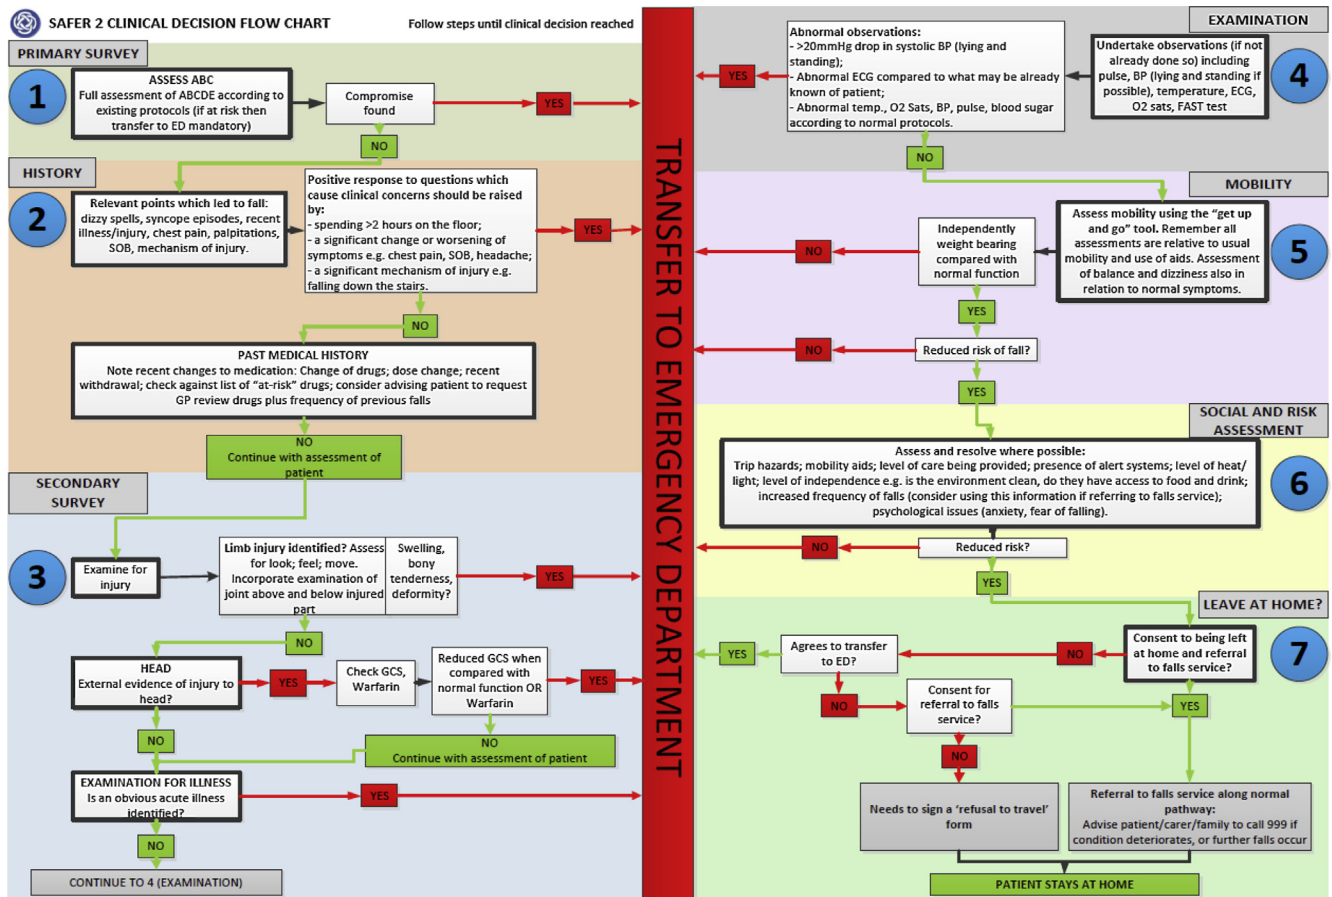 SAFER 2 CLINICAL DECISION FLOW CHART
Follow steps until clinical decision reached
PRIMARY SURVEY
1
ASSESS ABC
Full assessment of ABCDE according to
existing protocols (if at risk then
transfer to ED mandatory)
Compromise
found
YES
NO
HISTORY
2
Relevant points which led to fall:
dizzy spells, syncope episodes, recent
illness/injury, chest pain, palpitations,
SOB, mechanism of injury.
Positive response to questions which
cause clinical concerns should be raised
by:
- spending >2 hours on the floor;
- a significant change or worsening of
symptoms e.g. chest pain, SOB, headache;
- a significant mechanism of injury e.g.
falling down the stairs.
YES
NO
PAST MEDICAL HISTORY
Note recent changes to medication: Change of drugs; dose change; recent
withdrawal; check against list of "at-risk" drugs; consider advising patient to request
GP review drugs plus frequency of previous falls
NO
Continue with assessment of
patient
SECONDARY
SURVEY
3
Examine for
injury
Limb injury identified? Assess
for look; feel; move.
Incorporate examination of
joint above and below injured
part
Swelling,
bony
tenderness,
deformity?
YES
NO
HEAD
External evidence of injury to
head?
YES
Check GCS,
Warfarin
Reduced GCS when
compared with
normal function OR
Warfarin
YES
NO
NO
Continue with assessment of patient
EXAMINATION FOR ILLNESS
Is an obvious acute illness
identified?
YES
NO
CONTINUE TO 4 (EXAMINATION)
TRANSFER TO EMERGENCY DEPARTMENT
EXAMINATION
4
Undertake observations (if not
already done so) including
pulse, BP (lying and standing if
possible), temperature, ECG,
O2 sats, FAST test
Abnormal observations:
- >20mmHg drop in systolic BP (lying and
standing);
- Abnormal ECG compared to what may be already
known of patient;
- Abnormal temp., O2 Sats, BP, pulse, blood sugar
according to normal protocols.
YES
NO
MOBILITY
5
Assess mobility using the "get up
and go" tool. Remember all
assessments are relative to usual
mobility and use of aids. Assessment
of balance and dizziness also in
relation to normal symptoms.
Independently
weight bearing
compared with
normal function
NO
YES
Reduced risk of fall?
NO
YES
SOCIAL AND RISK
ASSESSMENT
6
Assess and resolve where possible:
Trip hazards; mobility aids; level of care being provided; presence of alert systems; level of heat/
light; level of independence e.g. is the environment clean, do they have access to food and drink;
increased frequency of falls (consider using this information if referring to falls service);
psychological issues (anxiety, fear of falling).
Reduced risk?
NO
YES
LEAVE AT HOME?
7
Consent to being left
at home and referral
to falls service?
NO
Agrees to transfer
to ED?
YES
NO
Consent for
referral to falls
service?
YES
NO
Needs to sign a 'refusal to travel'
form
Referral to falls service along normal
pathway:
Advise patient/carer/family to call 999 if
condition deteriorates, or further falls occur
PATIENT STAYS AT HOME